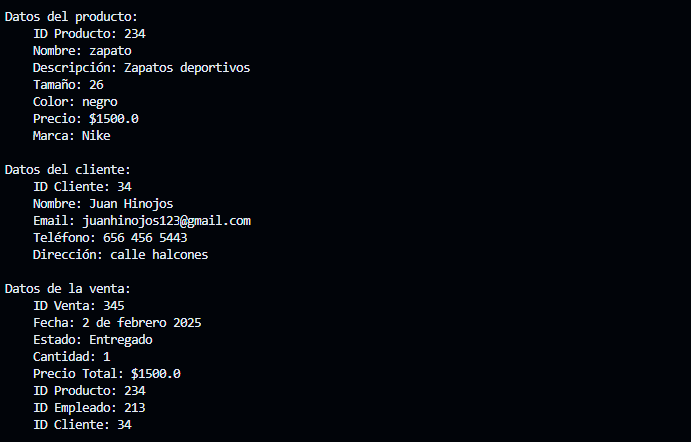 Datos del producto:
ID Producto: 234
Nombre: zapato
Descripción: Zapatos deportivos
Tamaño: 26
Color: negro
Precio: $1500.0
Marca: Nike
Datos del cliente:
ID Cliente: 34
Nombre: Juan Hinojos
Email: juanhinojos123@gmail.com
Teléfono: 656 456 5443
Dirección: calle halcones
Datos de la venta:
ID Venta: 345
Fecha: 2 de febrero 2025
Estado: Entregado
Cantidad: 1
Precio Total: $1500.0
ID Producto: 234
ID Empleado: 213
ID Cliente: 34